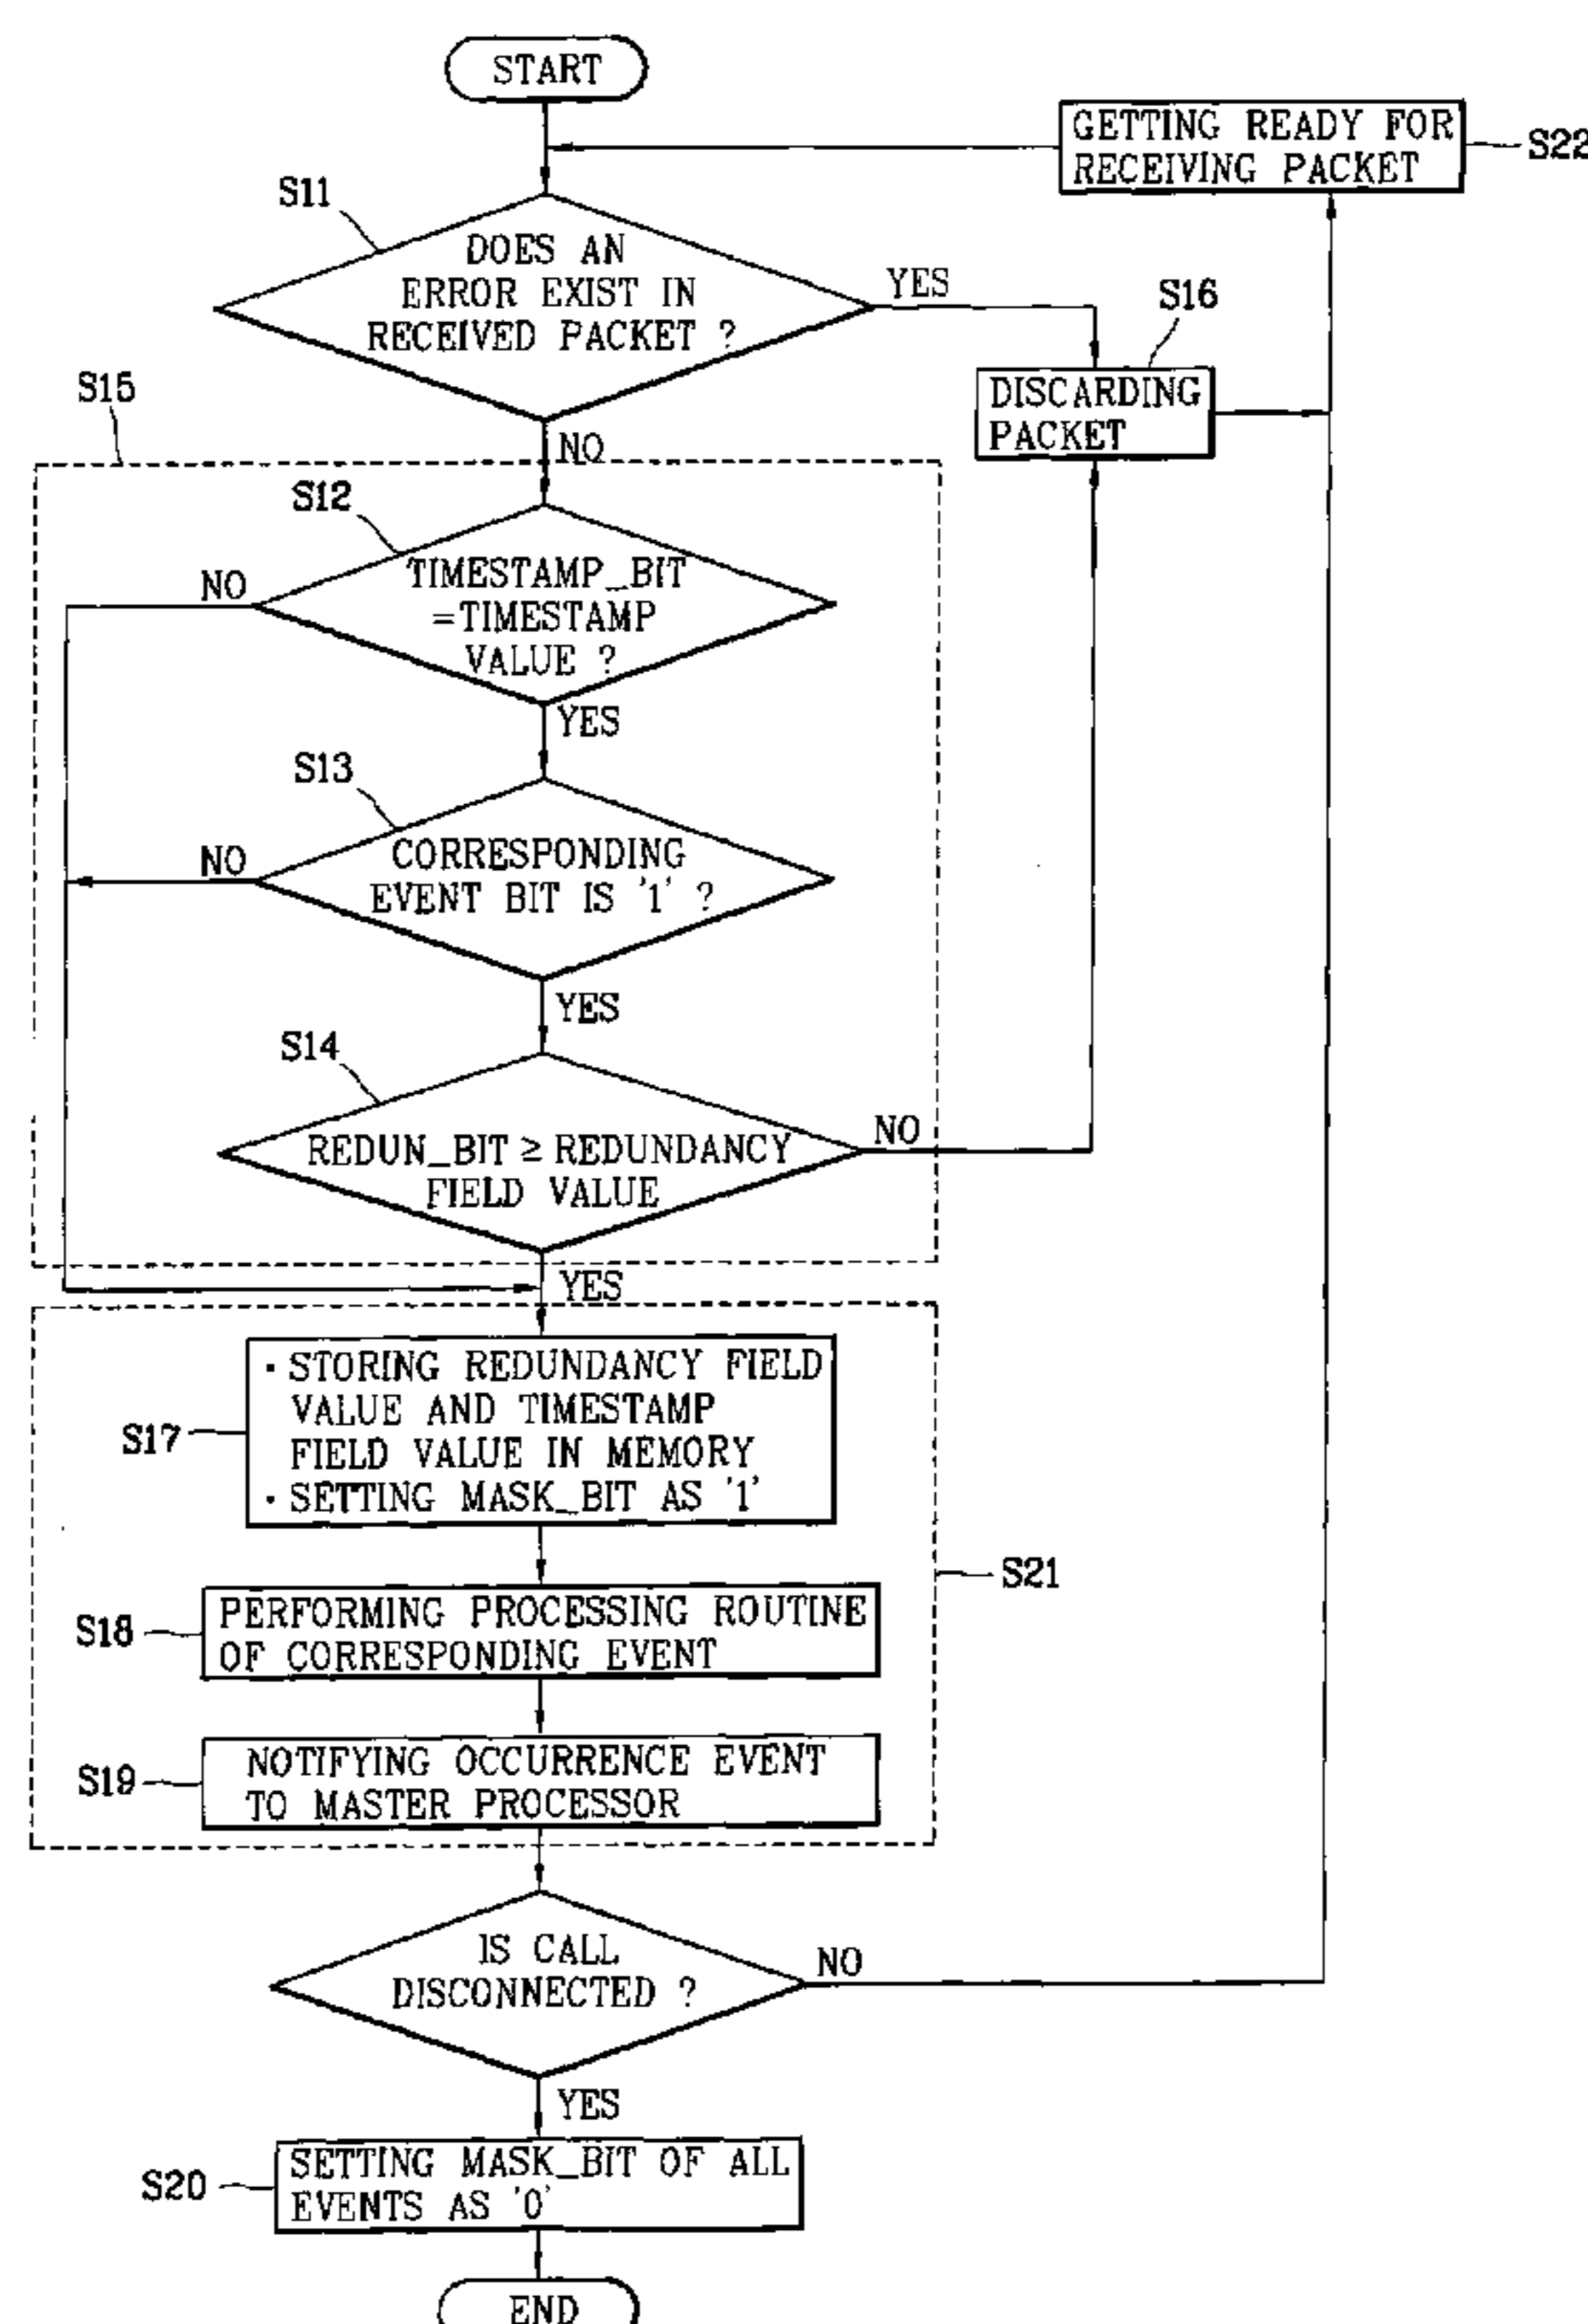 START
GETTING READY FOR
RECEIVING PACKET
S22
S11
DOES AN
ERROR EXIST IN
RECEIVED PACKET ?
YES
S16
DISCARDING
PACKET
NO
S15
S12
TIMESTAMP_BIT
=TIMESTAMP
VALUE ?
NO
YES
S13
CORRESPONDING
EVENT BIT IS '1' ?
NO
YES
S14
REDUN_BIT ≥ REDUNDANCY
FIELD VALUE
NO
YES
S17
· STORING REDUNDANCY FIELD
VALUE AND TIMESTAMP
FIELD VALUE IN MEMORY
· SETTING MASK_BIT AS '1'
S21
S18
PERFORMING PROCESSING ROUTINE
OF CORRESPONDING EVENT
S19
NOTIFYING OCCURRENCE EVENT
TO MASTER PROCESSOR
IS CALL
DISCONNECTED ?
NO
YES
S20
SETTING MASK_BIT OF ALL
EVENTS AS '0'
END